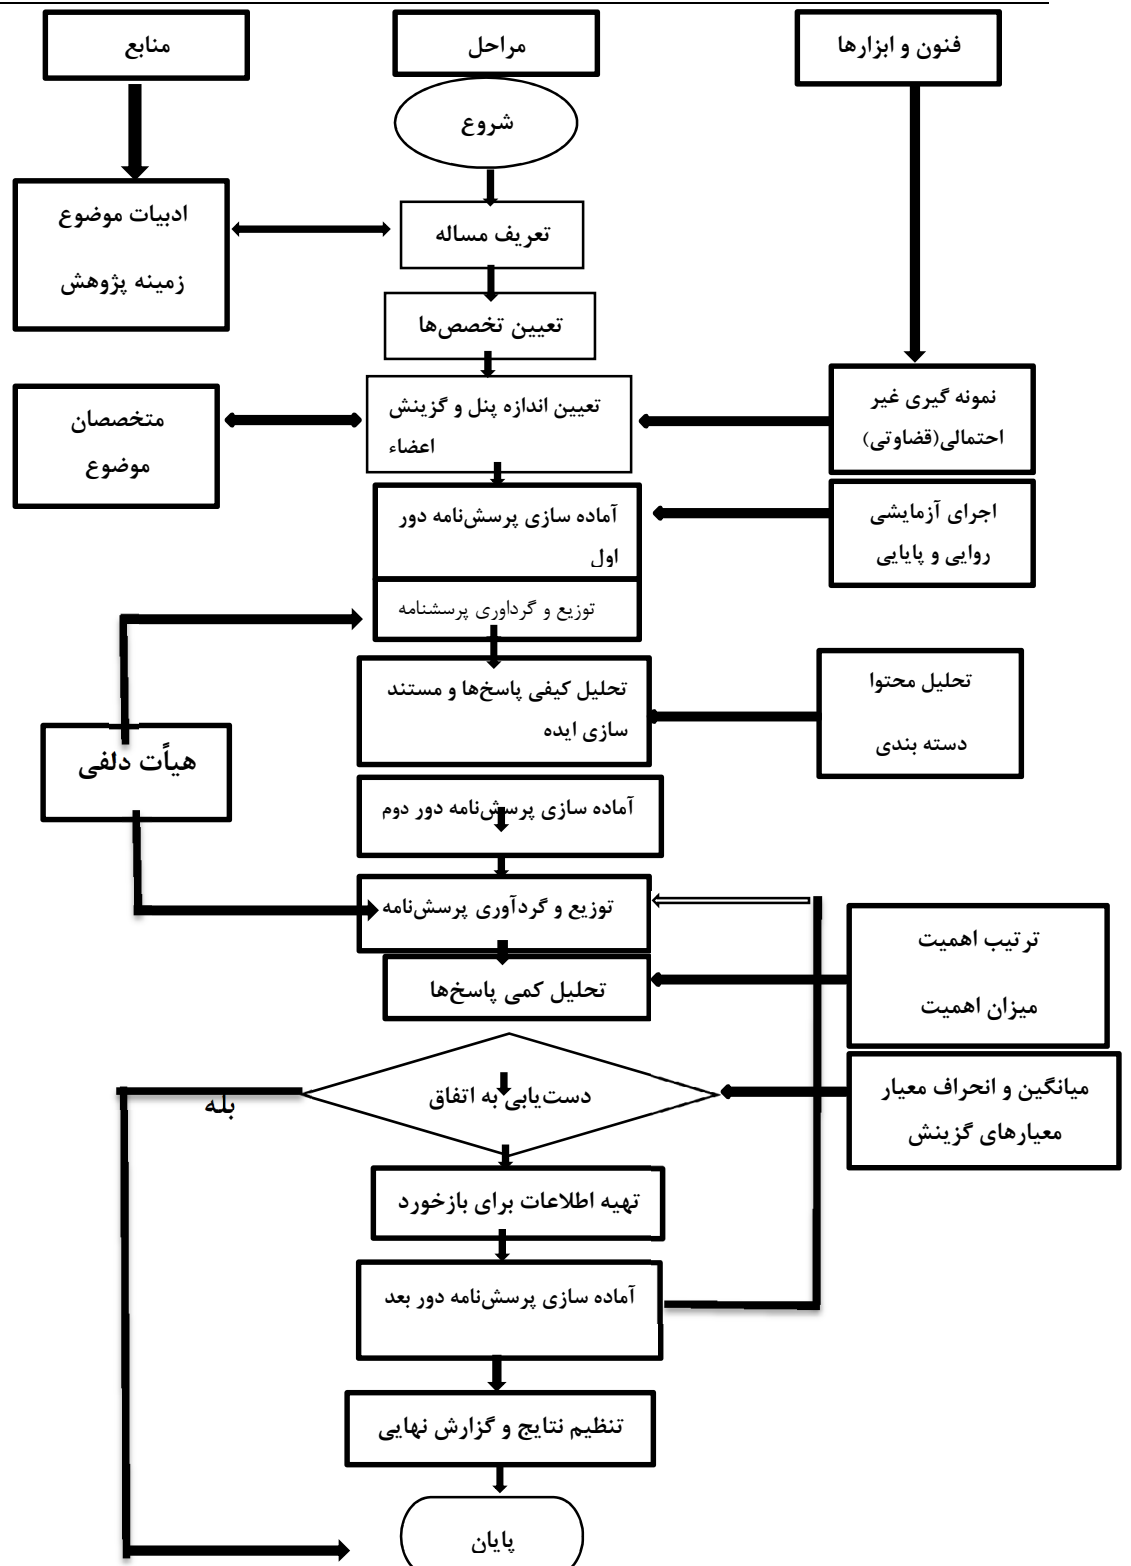 فنون و ابزارها
مراحل
منابع
شروع
ادبیات موضوع
زمینه پژوهش
تعریف مساله
تعیین تخصص‌ها
نمونه گیری غیر
احتمالی(قضاوتی)
تعیین اندازه پنل و گزینش
اعضاء
متخصصان
موضوع
اجرای آزمایشی
روایی و پایایی
آماده سازی پرسش‌نامه دور
اول
توزیع و گرداوری پرسشنامه
تحلیل محتوا
دسته بندی
تحلیل کیفی پاسخ‌ها و مستند
سازی ایده
هیأت دلفی
آماده سازی پرسش‌نامه دور دوم
توزیع و گردآوری پرسش‌نامه
ترتیب اهمیت
میزان اهمیت
تحلیل کمی پاسخ‌ها
میانگین و انحراف معیار
معیارهای گزینش
دست‌یابی به اتفاق
بله
تهیه اطلاعات برای بازخورد
آماده سازی پرسش‌نامه دور بعد
تنظیم نتایج و گزارش نهایی
پایان